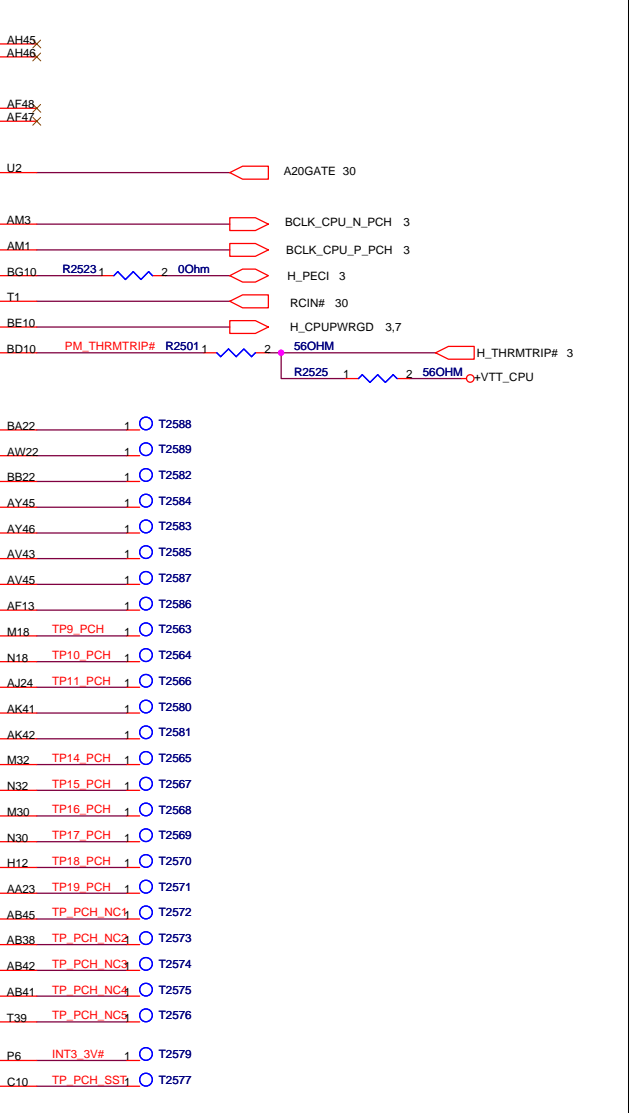 AH45
AH46
AF48
AF47
U2 A20GATE 30
AM3 BCLK_CPU_N_PCH 3
AM1 BCLK_CPU_P_PCH 3
BG10 R2523 1 2 0Ohm H_PECI 3
T1 RCIN# 30
BE10 H_CPUPWRGD 3,7
BD10 PM_THRMTRIP# R2501 1 2 56OHM H_THRMTRIP# 3
R2525 1 2 56OHM +VTT_CPU
BA22 1 T2588
AW22 1 T2589
BB22 1 T2582
AY45 1 T2584
AY46 1 T2583
AV43 1 T2585
AV45 1 T2587
AF13 1 T2586
M18 TP9_PCH 1 T2563
N18 TP10_PCH 1 T2564
AJ24 TP11_PCH 1 T2566
AK41 1 T2580
AK42 1 T2581
M32 TP14_PCH 1 T2565
N32 TP15_PCH 1 T2567
M30 TP16_PCH 1 T2568
N30 TP17_PCH 1 T2569
H12 TP18_PCH 1 T2570
AA23 TP19_PCH 1 T2571
AB45 TP_PCH_NC1 1 T2572
AB38 TP_PCH_NC2 1 T2573
AB42 TP_PCH_NC3 1 T2574
AB41 TP_PCH_NC4 1 T2575
T39 TP_PCH_NC5 1 T2576
P6 INT3_3V# 1 T2579
C10 TP_PCH_SST 1 T2577